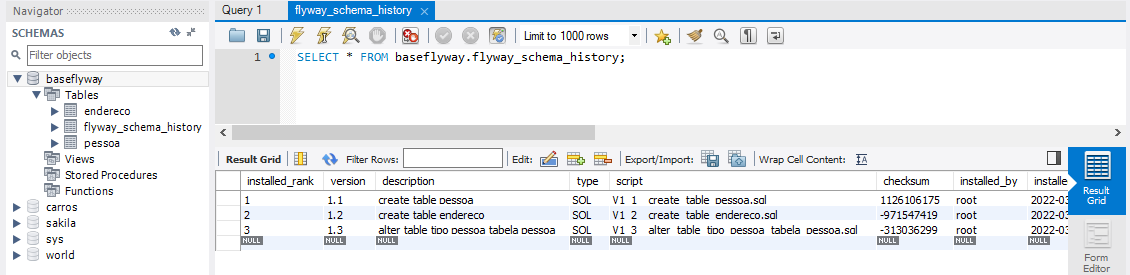 Navigator
SCHEMAS
Filter objects
baseflyway
Tables
endereco
flyway_schema_history
pessoa
Views
Stored Procedures
Functions
carros
sakila
sys
world
Query 1 flyway_schema_history
Limit to 1000 rows
1 SELECT * FROM baseflyway.flyway_schema_history;
Result Grid Filter Rows: Edit: Export/Import: Wrap Cell Content: IA
installed_rank version description type script checksum installed_by installe
1 1.1 create table pessoa SQL V1_1__create_table_pessoa.sql 1126106175 root 2022-03
2 1.2 create table endereco SQL V1_2__create_table_endereco.sql -971547419 root 2022-03
3 1.3 alter table tipo pessoa tabela pessoa SQL V1_3__alter_table_tipo_pessoa_tabela_pessoa.sql -313036299 root 2022-03
NULL NULL NULL NULL NULL NULL NULL NULL
Result
Grid
Form
Editor